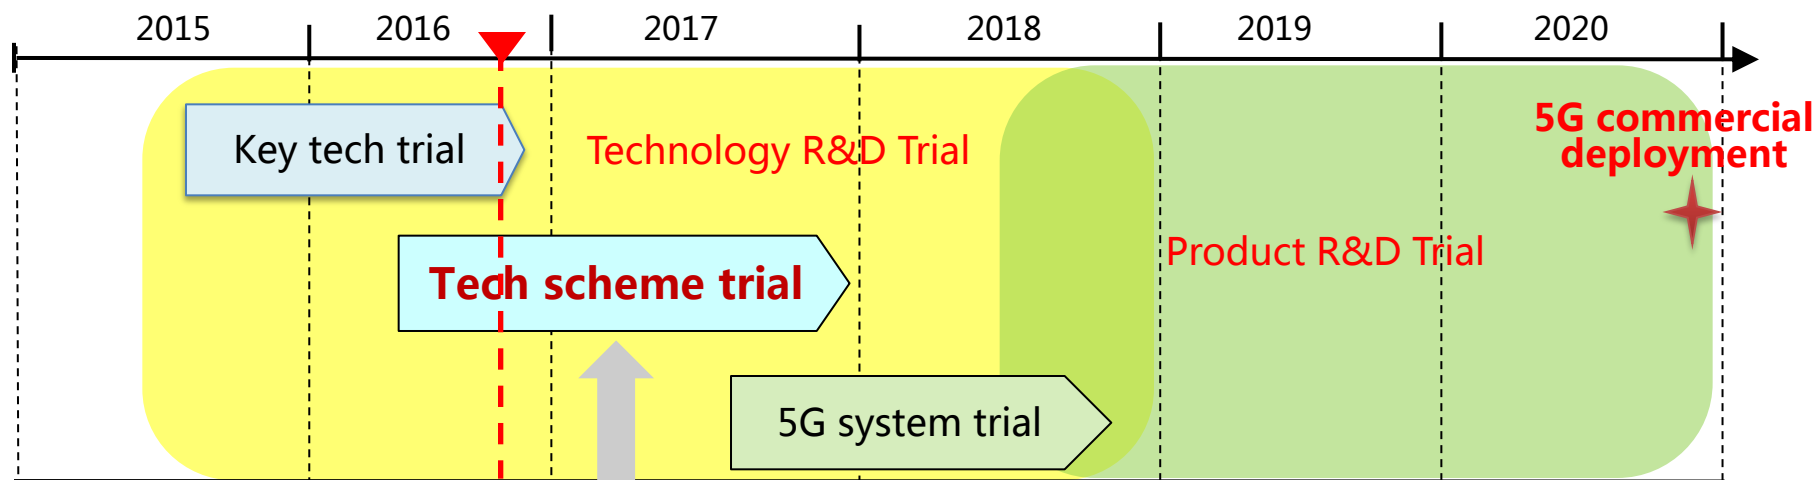 2015 2016 2017 2018 2019 2020
5G commercial
deployment
Key tech trial
Technology R&D Trial
Product R&D Trial
Tech scheme trial
5G system trial